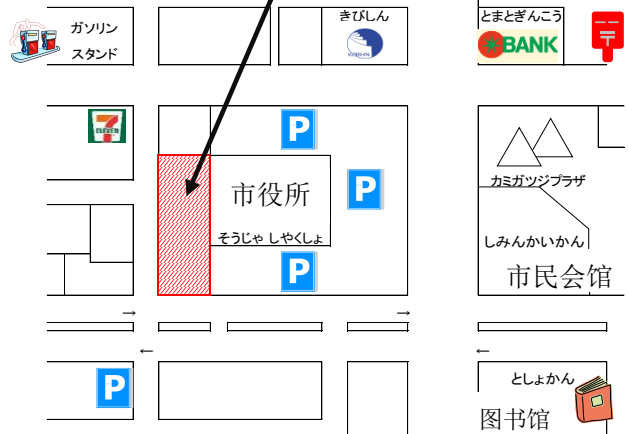 ガソリン
スタンド
きびしん
KIBISHIN
とまとぎんこう
BANK
〒
7
ELEVEN
P
P
P
市役所
そうじゃ しやくしょ
カミガツジプラザ
しみんかいかん
市民会館
→
→
←
←
P
としょかん
图书馆